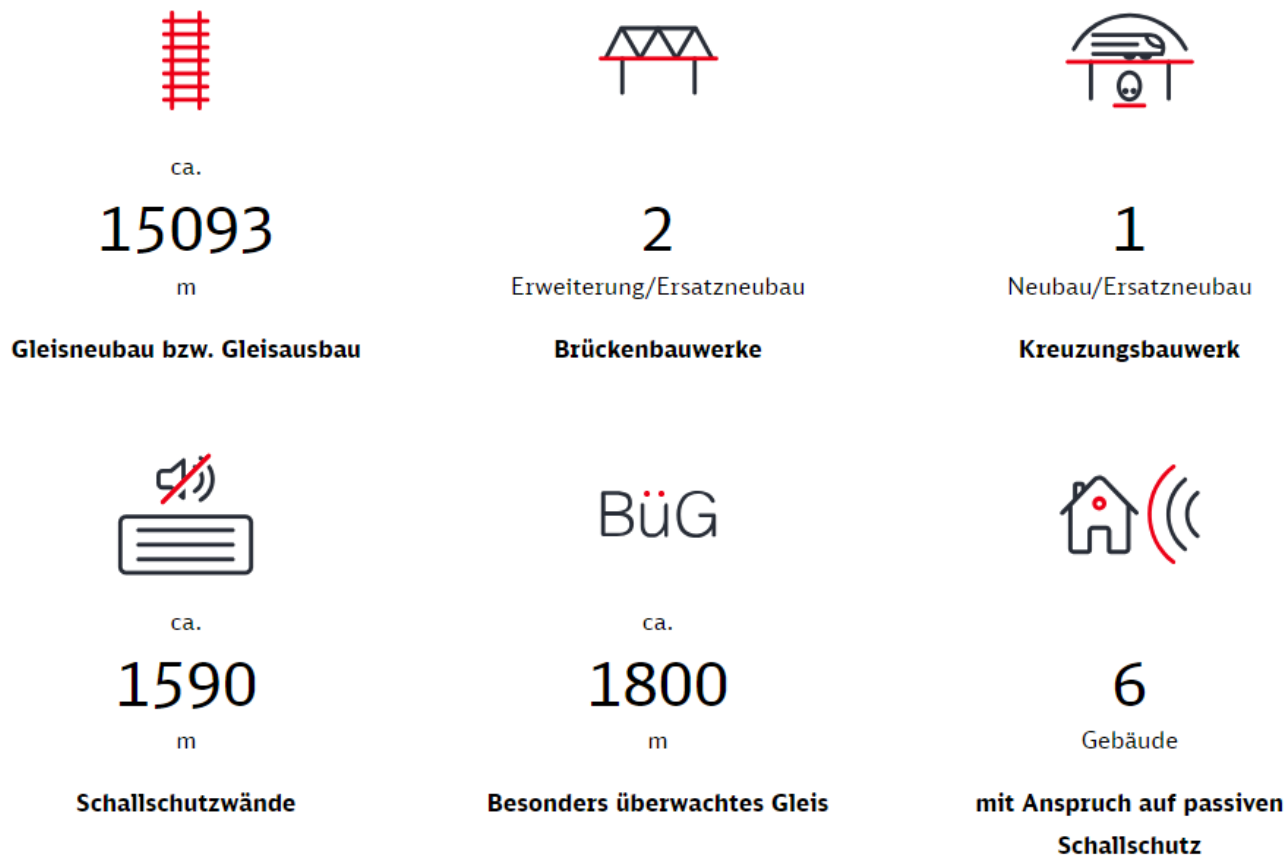 ca.
15093
m
Gleisneubau bzw. Gleisausbau
2
Erweiterung/Ersatzneubau
Brückenbauwerke
1
Neubau/Ersatzneubau
Kreuzungsbauwerk
ca.
1590
m
Schallschutzwände
BüG
ca.
1800
m
Besonders überwachtes Gleis
6
Gebäude
mit Anspruch auf passiven
Schallschutz